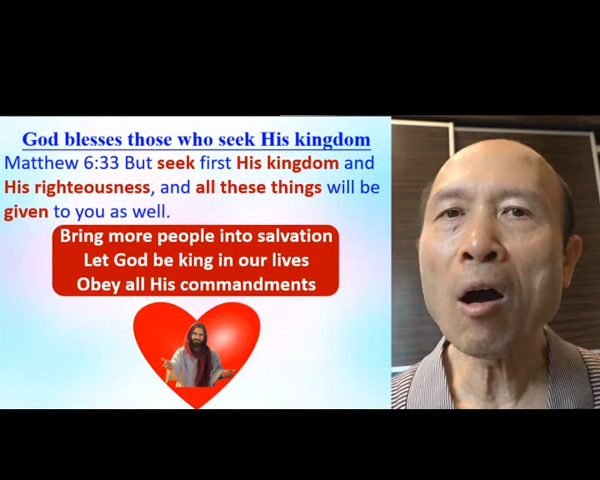 God blesses those who seek His kingdom
Matthew 6:33 But seek first His kingdom and
His righteousness, and all these things will be
given to you as well.
Bring more people into salvation
Let God be king in our lives
Obey all His commandments